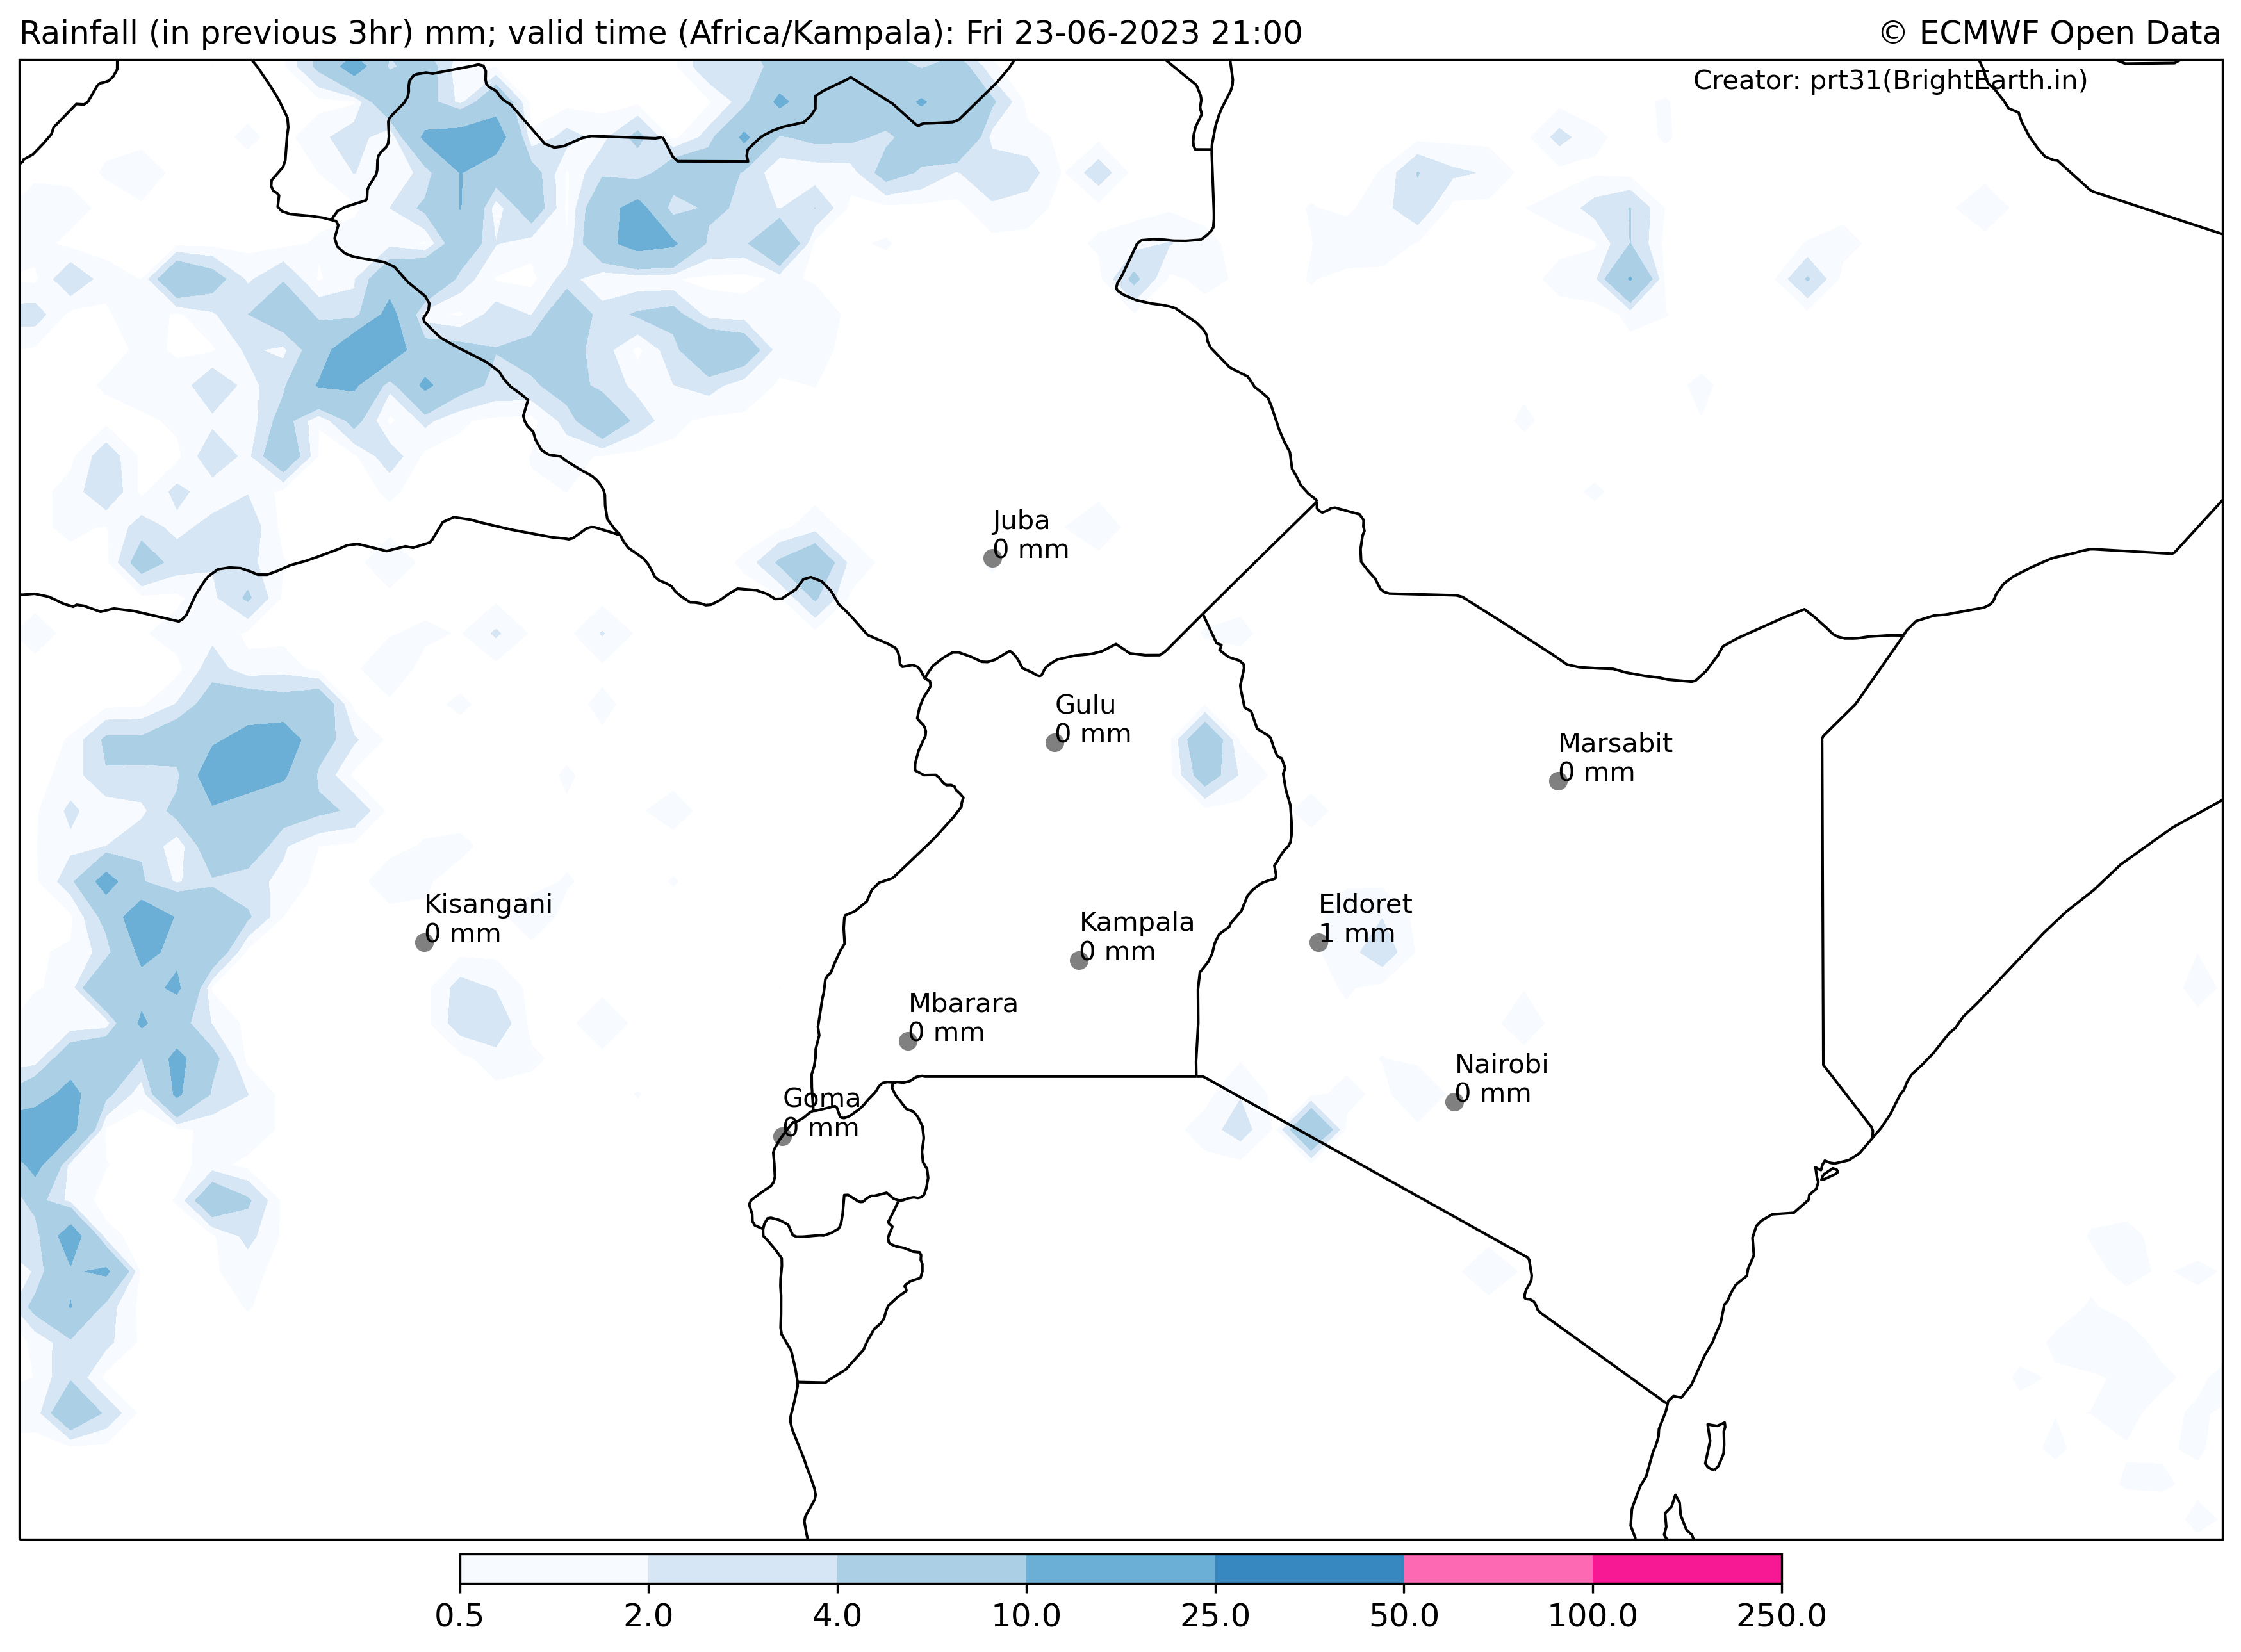 Rainfall (in previous 3hr) mm; valid time (Africa/Kampala): Fri 23-06-2023 21:00
© ECMWF Open Data
Creator: prt31(BrightEarth.in)
Juba
0 mm
Gulu
0 mm
Marsabit
0 mm
Kisangani
0 mm
Eldoret
1 mm
Kampala
0 mm
Mbarara
0 mm
Nairobi
0 mm
Goma
0 mm
0.5 2.0 4.0 10.0 25.0 50.0 100.0 250.0